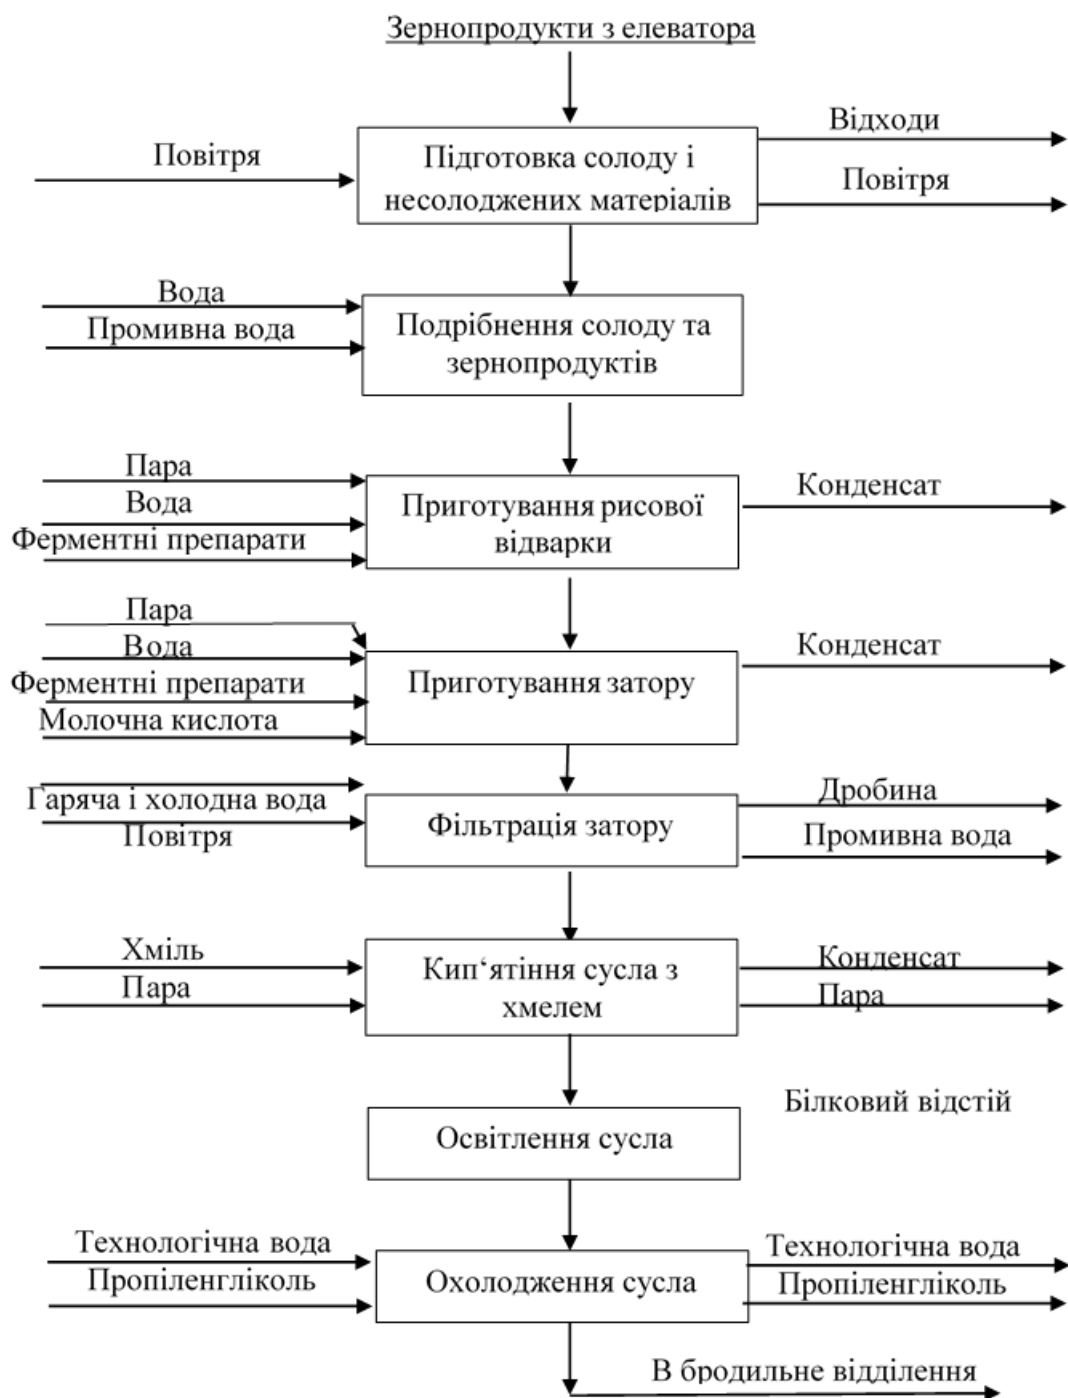 Зернопродукти з елеватора
Відходи
Повітря
Підготовка солоду і
Повітря
несолоджених матеріалів
Вода
Промивна вода
Подрібнення солоду та
зернопродуктів
Пара
Вода
Ферментні препарати
Приготування рисової
відварки
Конденсат
Пара
Вода
Ферментні препарати
Молочна кислота
Приготування затору
Конденсат
Гаряча і холодна вода
Повітря
Фільтрація затору
Дробина
Промивна вода
Хміль
Пара
Кип‘ятіння сусла з
хмелем
Конденсат
Пара
Білковий відстій
Освітлення сусла
Технологічна вода
Пропіленгліколь
Охолодження сусла
Технологічна вода
Пропіленгліколь
В бродильне відділення